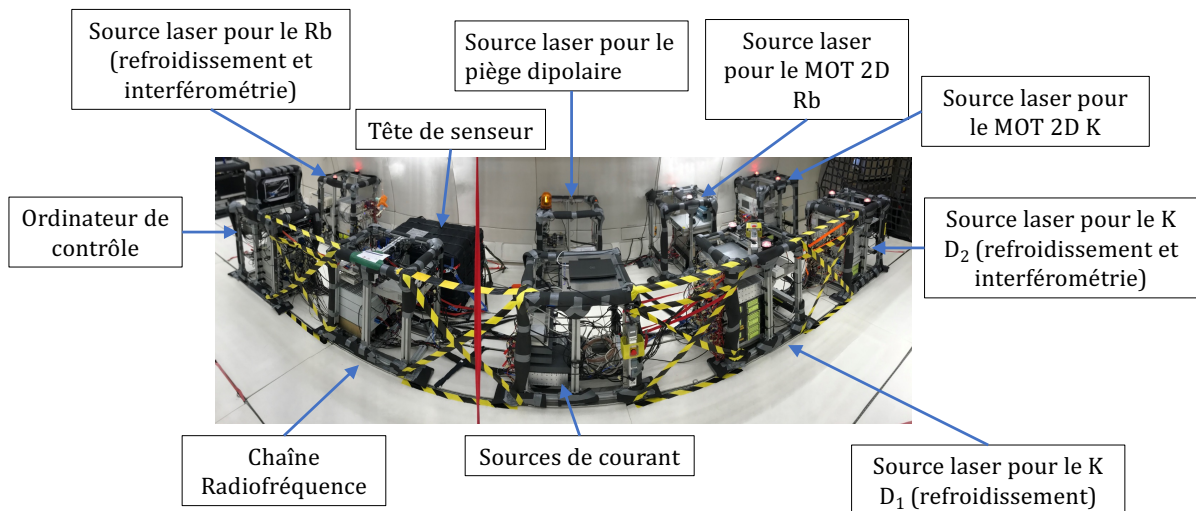 Source laser pour le Rb
(refroidissement et
interférométrie)
Source laser pour le
piège dipolaire
Source laser
pour le MOT 2D
Rb
Source laser pour
le MOT 2D K
Tête de senseur
Ordinateur de
contrôle
Source laser pour le K
D₂ (refroidissement et
interférométrie)
Chaîne
Radiofréquence
Sources de courant
Source laser pour le K
D₁ (refroidissement)